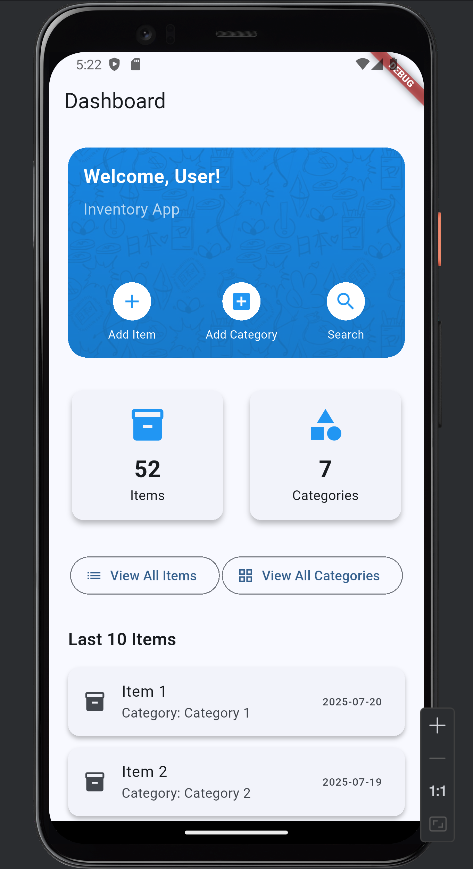 5:22
DEBUG
Dashboard
Welcome, User!
Inventory App
Add Item
Add Category
Search
52
7
Items
Categories
View All Items
View All Categories
Last 10 Items
Item 1
Category: Category 1
2025-07-20
Item 2
Category: Category 2
2025-07-19
1:1